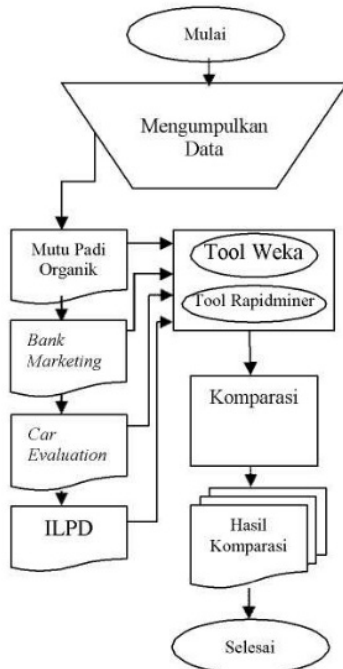 Mulai
Mengumpulkan
Data
Mutu Padi
Organik
Tool Weka
Tool Rapidminer
Bank
Marketing
Car
Evaluation
ILPD
Komparasi
Hasil
Komparasi
Selesai